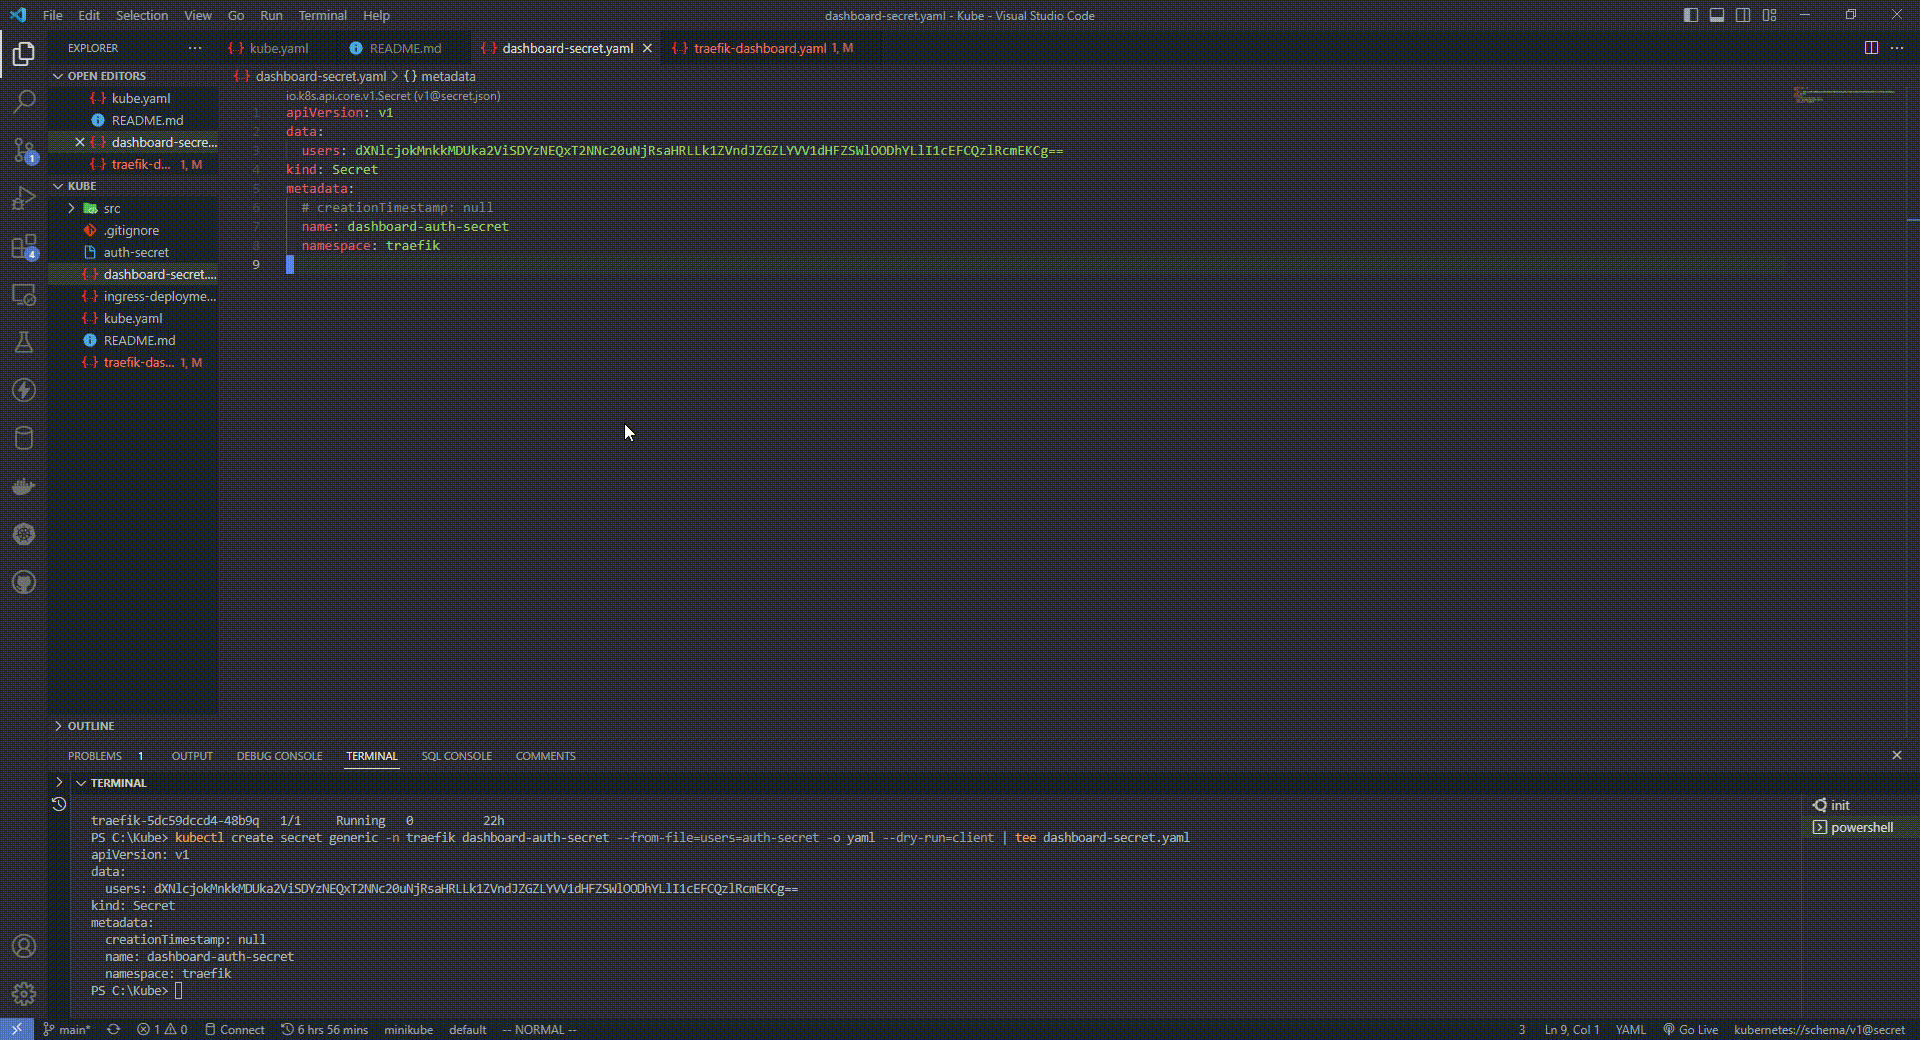 File Edit Selection View Go Run Terminal Help
dashboard-secret.yaml - Kube - Visual Studio Code
EXPLORER
kube.yaml
README.md
dashboard-secret.yaml
traefik-dashboard.yaml 1, M
OPEN EDITORS
kube.yaml
README.md
dashboard-secre...
traefik-d... 1, M
KUBE
src
.gitignore
auth-secret
dashboard-secret....
ingress-deployme...
kube.yaml
README.md
traefik-das... 1, M
OUTLINE
1
4
dashboard-secret.yaml > {} metadata
io.k8s.api.core.v1.Secret (v1@secret.json)
1 apiVersion: v1
2 data:
3 users: dXNlcjokMnkkMDUka2ViSDYzNEQxT2NNc20uNjRsaHRLLk1ZVndJZGZLYVV1dHFZSWlOODhYLlI1cEFCQzlRcmEKCg==
4 kind: Secret
5 metadata:
6 # creationTimestamp: null
7 name: dashboard-auth-secret
8 namespace: traefik
9
PROBLEMS 1 OUTPUT DEBUG CONSOLE TERMINAL SQL CONSOLE COMMENTS
TERMINAL
traefik-5dc59dccd4-48b9q 1/1 Running 0 22h
PS C:\Kube> kubectl create secret generic -n traefik dashboard-auth-secret --from-file=users=auth-secret -o yaml --dry-run=client | tee dashboard-secret.yaml
apiVersion: v1
data:
users: dXNlcjokMnkkMDUka2ViSDYzNEQxT2NNc20uNjRsaHRLLk1ZVndJZGZLYVV1dHFZSWlOODhYLlI1cEFCQzlRcmEKCg==
kind: Secret
metadata:
creationTimestamp: null
name: dashboard-auth-secret
namespace: traefik
PS C:\Kube>
init
powershell
main* 1 0 Connect 6 hrs 56 mins minikube default -- NORMAL --
3 Ln 9, Col 1 YAML Go Live kubernetes://schema/v1@secret